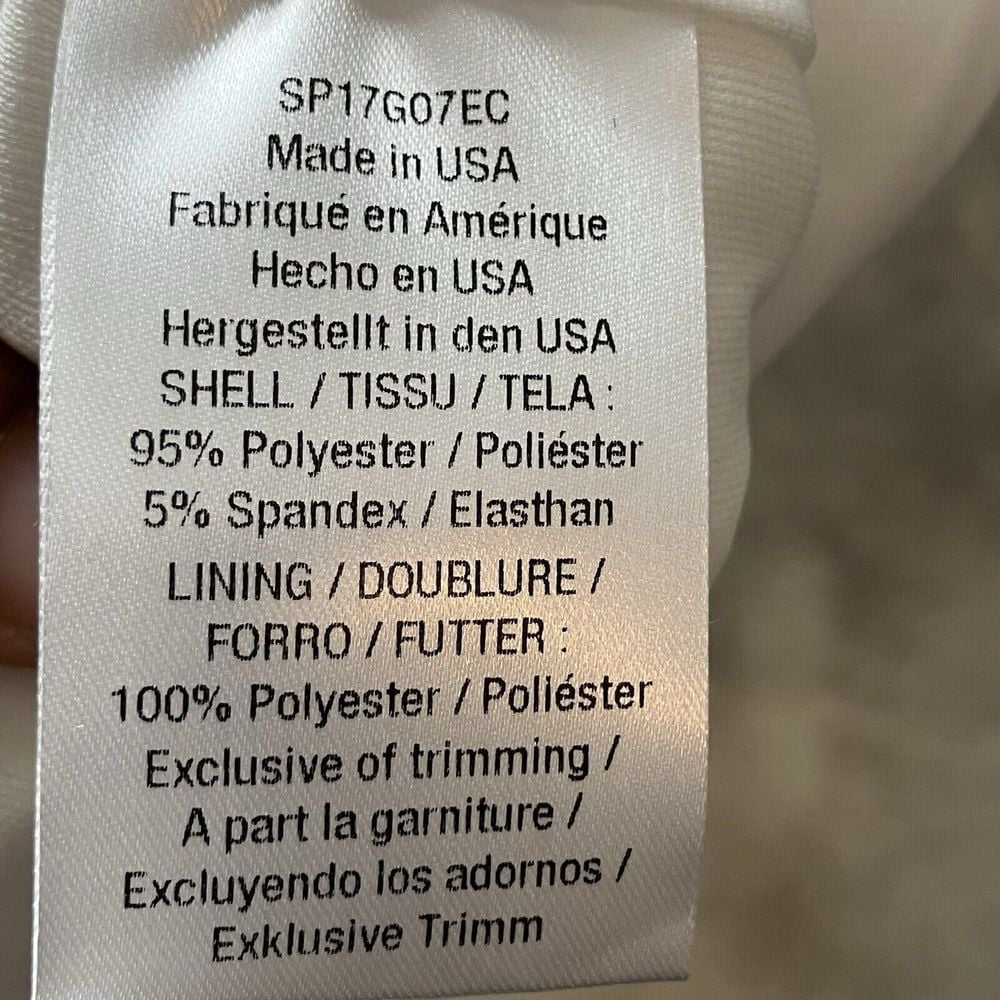 SP17G07EC
Made in USA
Fabriqué en Amérique
Hecho en USA
Hergestellt in den USA
SHELL / TISSU / TELA :
95% Polyester / Poliéster
5% Spandex / Elasthan
LINING / DOUBLURE /
FORRO / FUTTER :
100% Polyester / Poliéster
Exclusive of trimming /
A part la garniture /
Excluyendo los adornos /
Exklusive Trimm